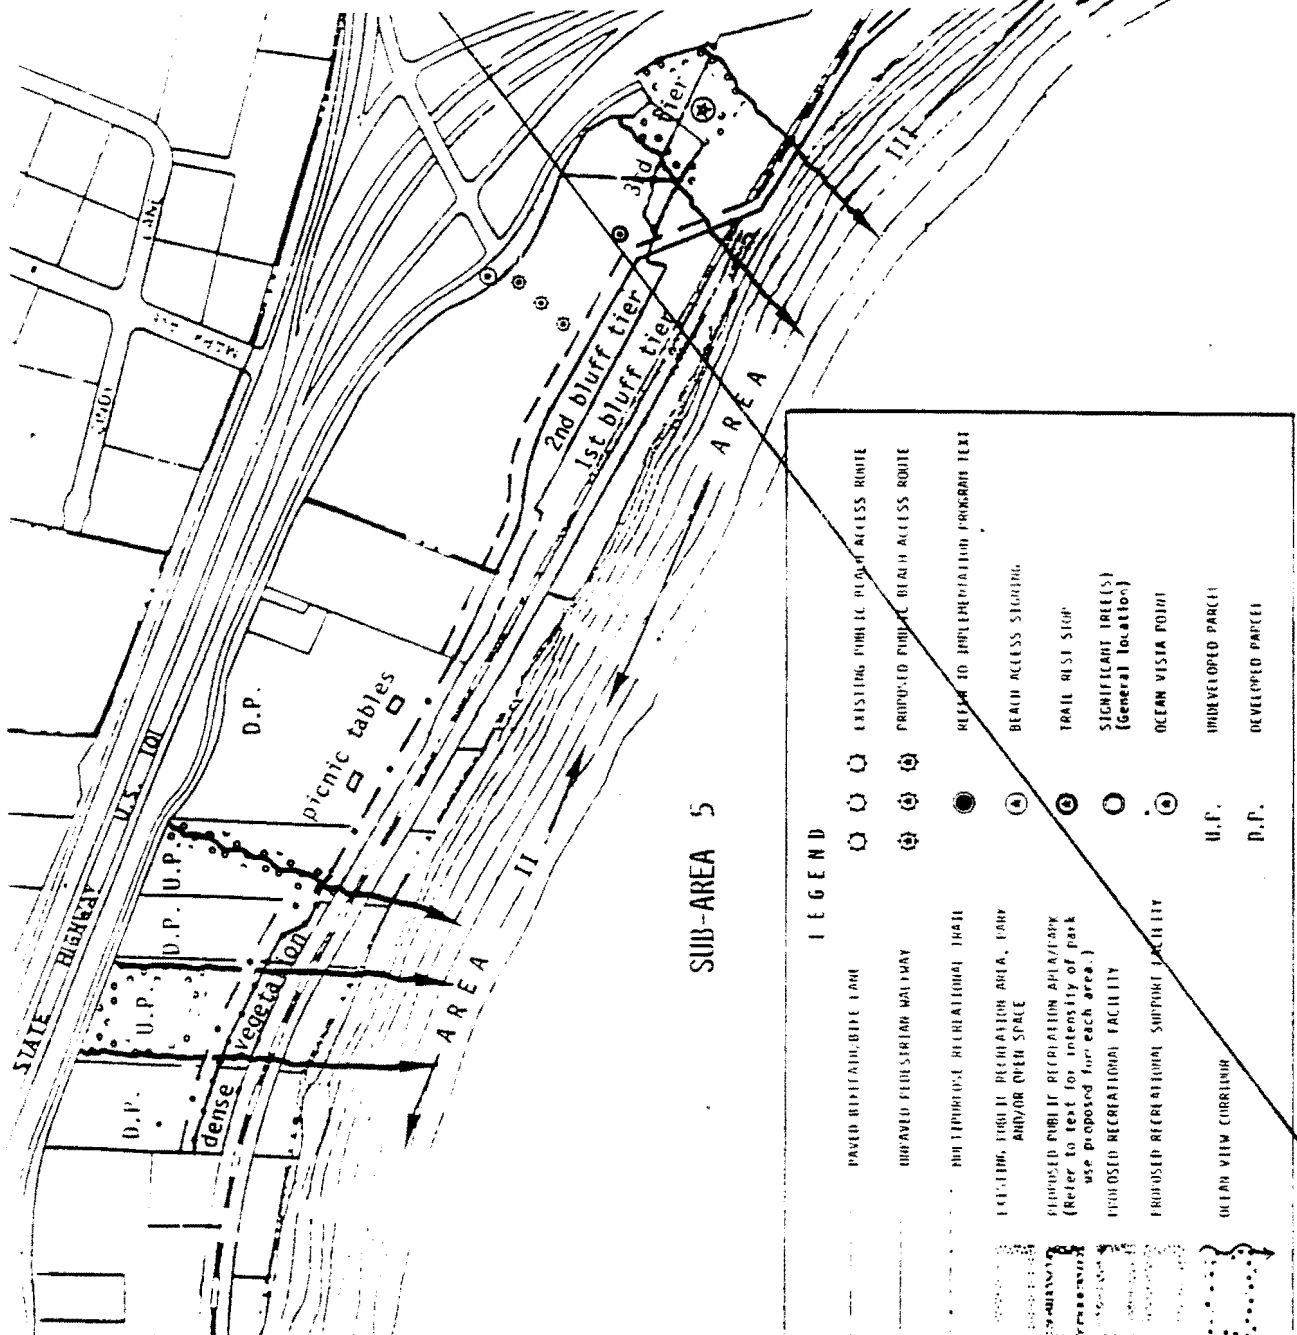 STATE HIGHWAY U.S. 101
LANE
D.P.
U.P.
D.P.
U.P.
D.P.
picnic tables
dense vegetation
2nd bluff tier
1st bluff tier
3rd
AREA II
AREA III
SUB-AREA 5
LEGEND
PAVED BIKEPATH/BIKE LANE
UNPAVED PEDESTRIAN WALKWAY
MULTIPURPOSE RECREATIONAL TRAIL
EXISTING PUBLIC RECREATION AREA, PARK
AND/OR OPEN SPACE
PROPOSED PUBLIC RECREATION AREA/PARK
(Refer to text for intensity of park
use proposed for each area.)
PROPOSED RECREATIONAL FACILITY
PROPOSED RECREATIONAL SUPPORT FACILITY
OCEAN VIEW CORRIDOR
EXISTING PUBLIC BEACH ACCESS ROUTE
PROPOSED PUBLIC BEACH ACCESS ROUTE
REFER TO IMPLEMENTATION PROGRAM TEXT
BEACH ACCESS SIGNING
TRAIL REST STOP
SIGNIFICANT TREE(S)
(General location)
OCEAN VISTA POINT
U.P. UNDEVELOPED PARCEL
D.P. DEVELOPED PARCEL